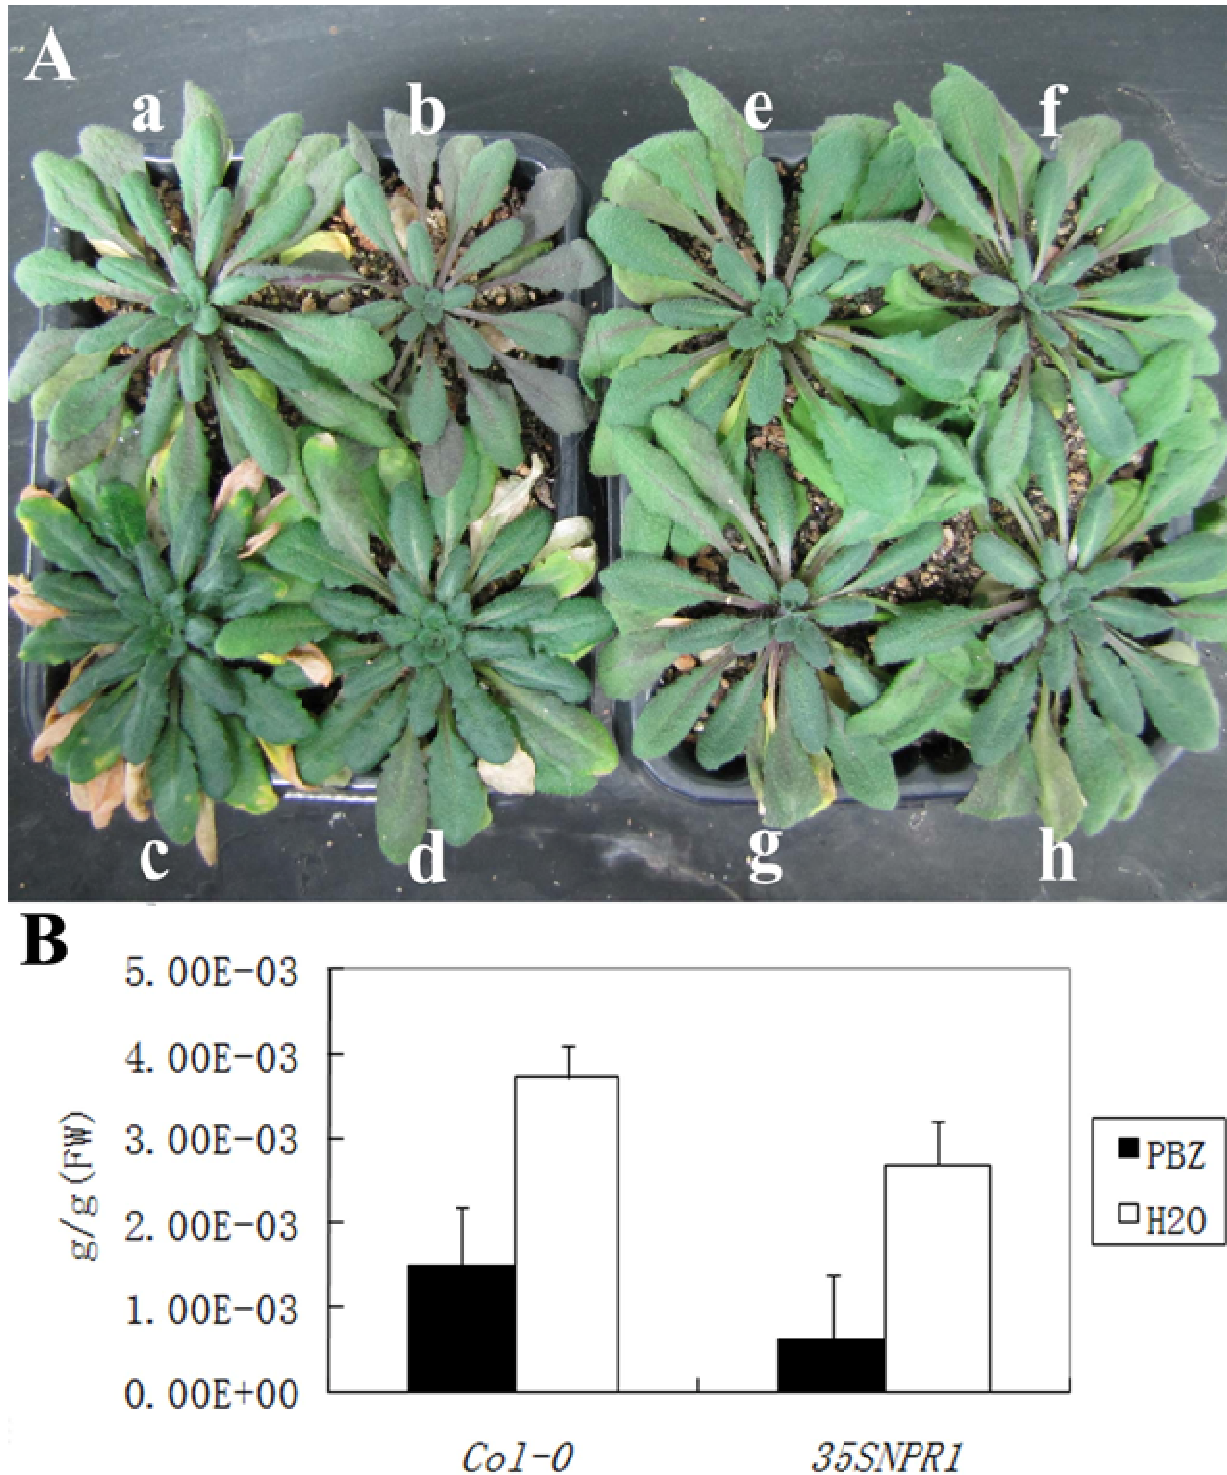 A
a b e f
c d g h
B
5.00E-03
4.00E-03
3.00E-03
2.00E-03
1.00E-03
0.00E+00
g/g(FW)
Col-0 35SNPR1
PBZ
H2O